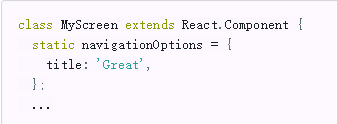 class MyScreen extends React.Component {
  static navigationOptions = {
    title: 'Great',
  };
  ...